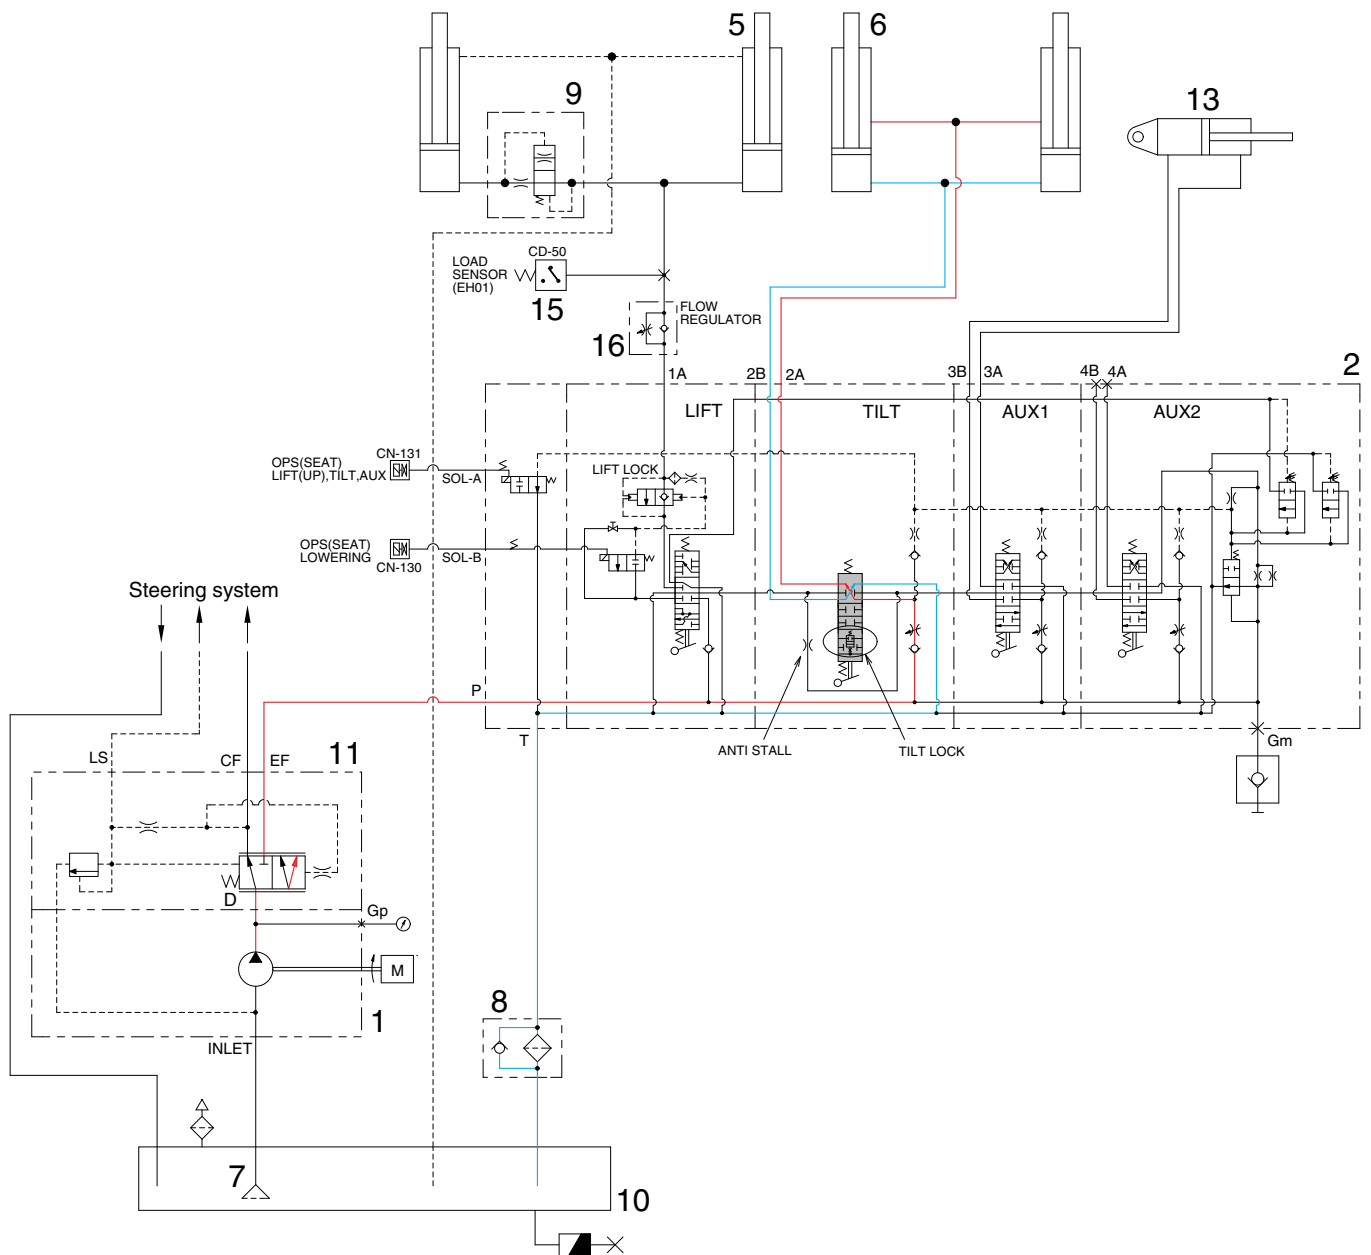 5
6
9
13
CD-50
LOAD
SENSOR
(EH01)
15
FLOW
REGULATOR
16
1A
2B
2A
3B
3A
4B
4A
2
LIFT
TILT
AUX1
AUX2
CN-131
OPS(SEAT)
LIFT(UP),TILT,AUX
SOL-A
LIFT LOCK
OPS(SEAT)
LOWERING
CN-130
SOL-B
Steering system
P
T
ANTI STALL
TILT LOCK
Gm
LS
CF
EF
11
D
Gp
M
1
INLET
8
7
10